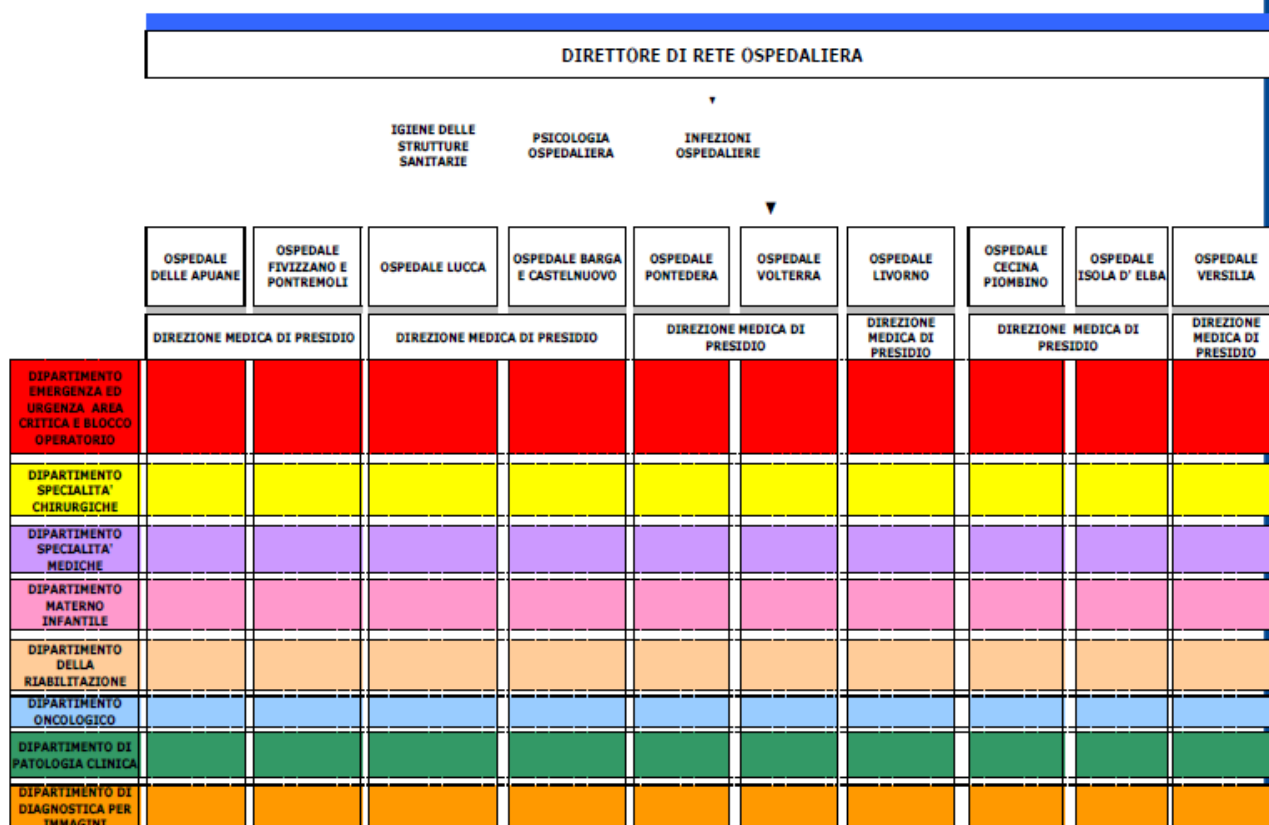 DIRETTORE DI RETE OSPEDALIERA
IGIENE DELLE
STRUTTURE
SANITARIE
PSICOLOGIA
OSPEDALIERA
INFEZIONI
OSPEDALIERE
OSPEDALE
DELLE APUANE
OSPEDALE
FIVIZZANO E
PONTREMOLI
OSPEDALE LUCCA
OSPEDALE BARGA
E CASTELNUOVO
OSPEDALE
PONTEDERA
OSPEDALE
VOLTERRA
OSPEDALE
LIVORNO
OSPEDALE
CECINA
PIOMBINO
OSPEDALE
ISOLA D' ELBA
OSPEDALE
VERSILIA
DIREZIONE MEDICA DI PRESIDIO
DIREZIONE MEDICA DI PRESIDIO
DIREZIONE MEDICA DI
PRESIDIO
DIREZIONE
MEDICA DI
PRESIDIO
DIREZIONE MEDICA DI
PRESIDIO
DIREZIONE
MEDICA DI
PRESIDIO
DIPARTIMENTO
EMERGENZA ED
URGENZA AREA
CRITICA E BLOCCO
OPERATORIO
DIPARTIMENTO
SPECIALITA'
CHIRURGICHE
DIPARTIMENTO
SPECIALITA'
MEDICHE
DIPARTIMENTO
MATERNO
INFANTILE
DIPARTIMENTO
DELLA
RIABILITAZIONE
DIPARTIMENTO
ONCOLOGICO
DIPARTIMENTO DI
PATOLOGIA CLINICA
DIPARTIMENTO DI
DIAGNOSTICA PER
IMMAGINI